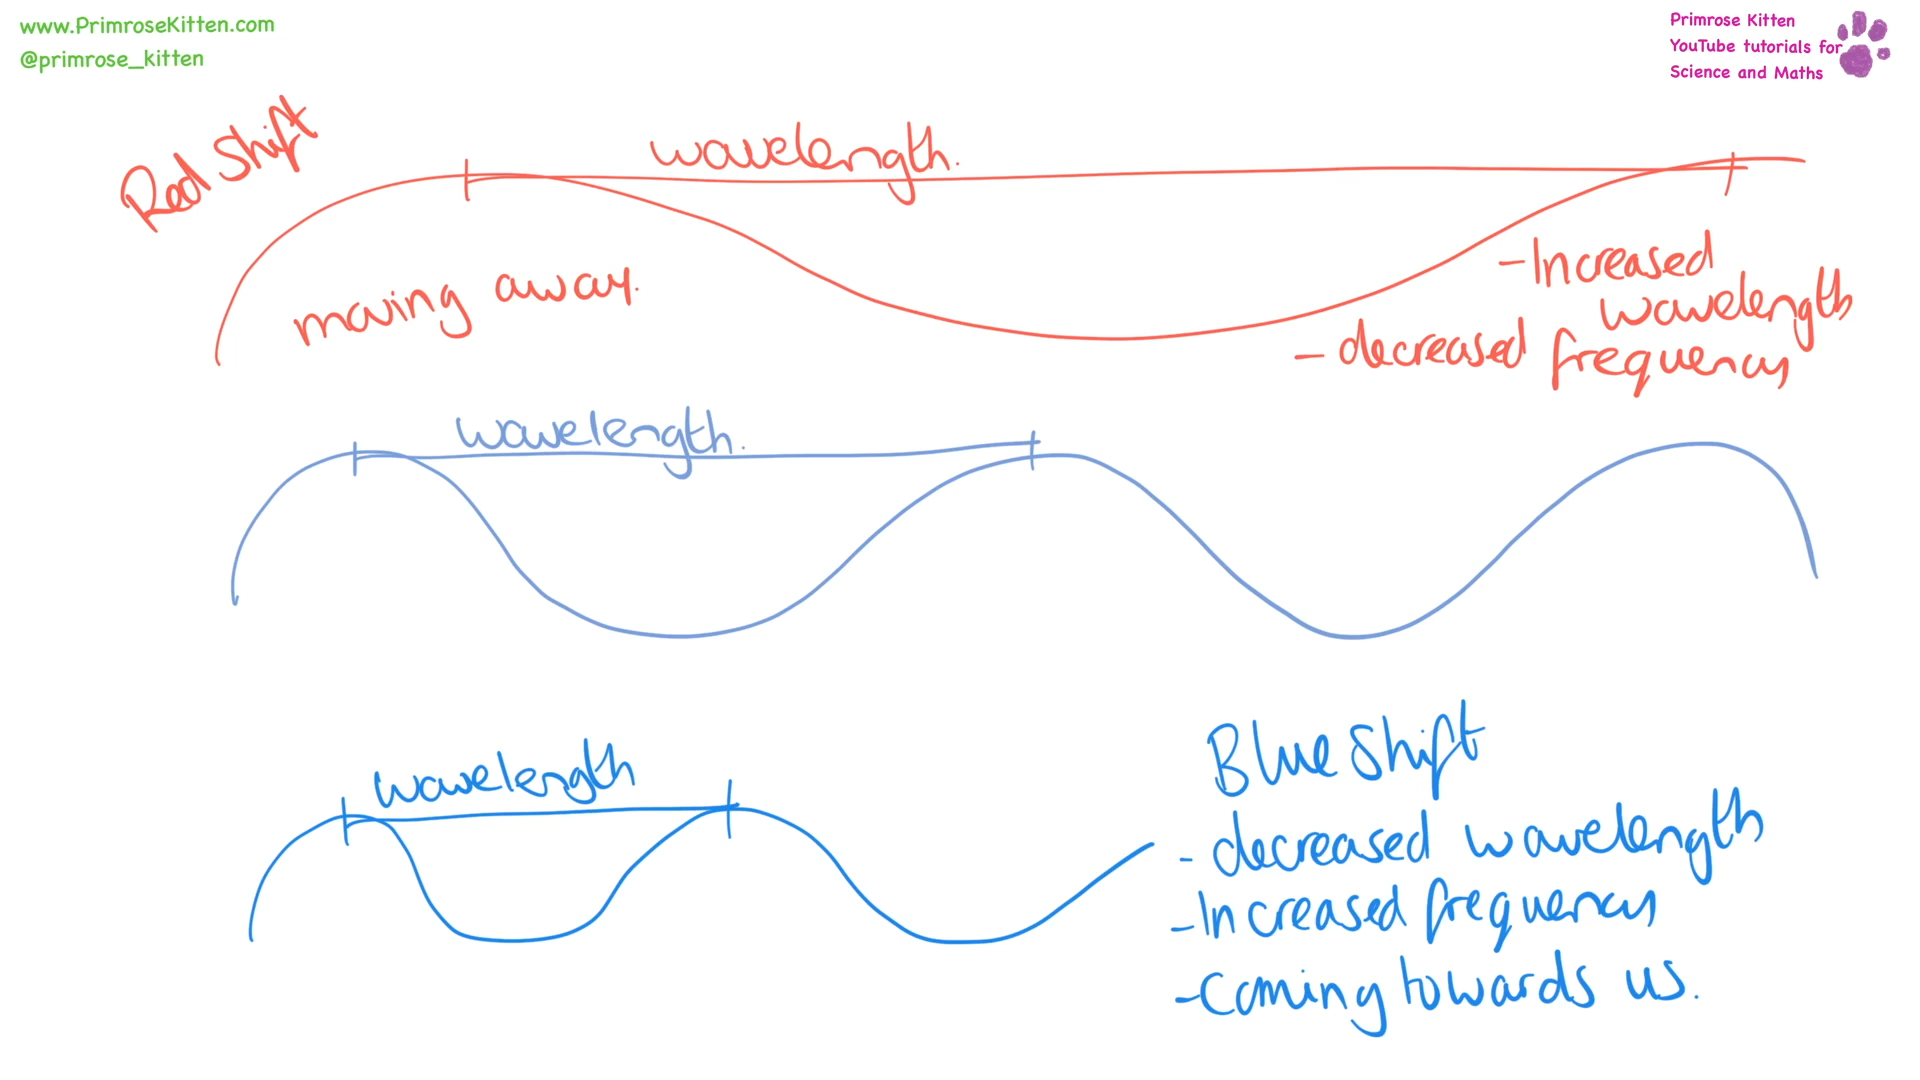 www.PrimroseKitten.com
@primrose_kitten
Primrose Kitten
YouTube tutorials for
Science and Maths
Red Shift
wavelength.
moving away.
- Increased
wavelength
- decreased frequency
wavelength.
wavelength
Blue Shift
- decreased wavelength
- Increased frequency
- Coming towards us.